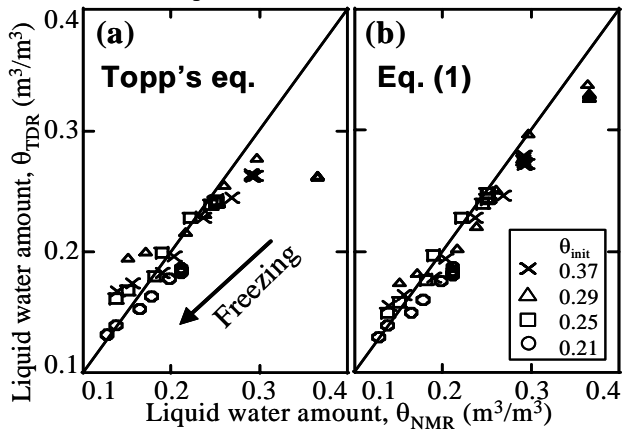 (a)
Topp's eq.
(b)
Eq. (1)
Liquid water amount, θTDR (m³/m³)
0.4
0.3
0.2
0.1
Freezing
θinit
0.37
0.29
0.25
0.21
0.1 0.2 0.3 0.1 0.2 0.3 0.4
Liquid water amount, θNMR (m³/m³)